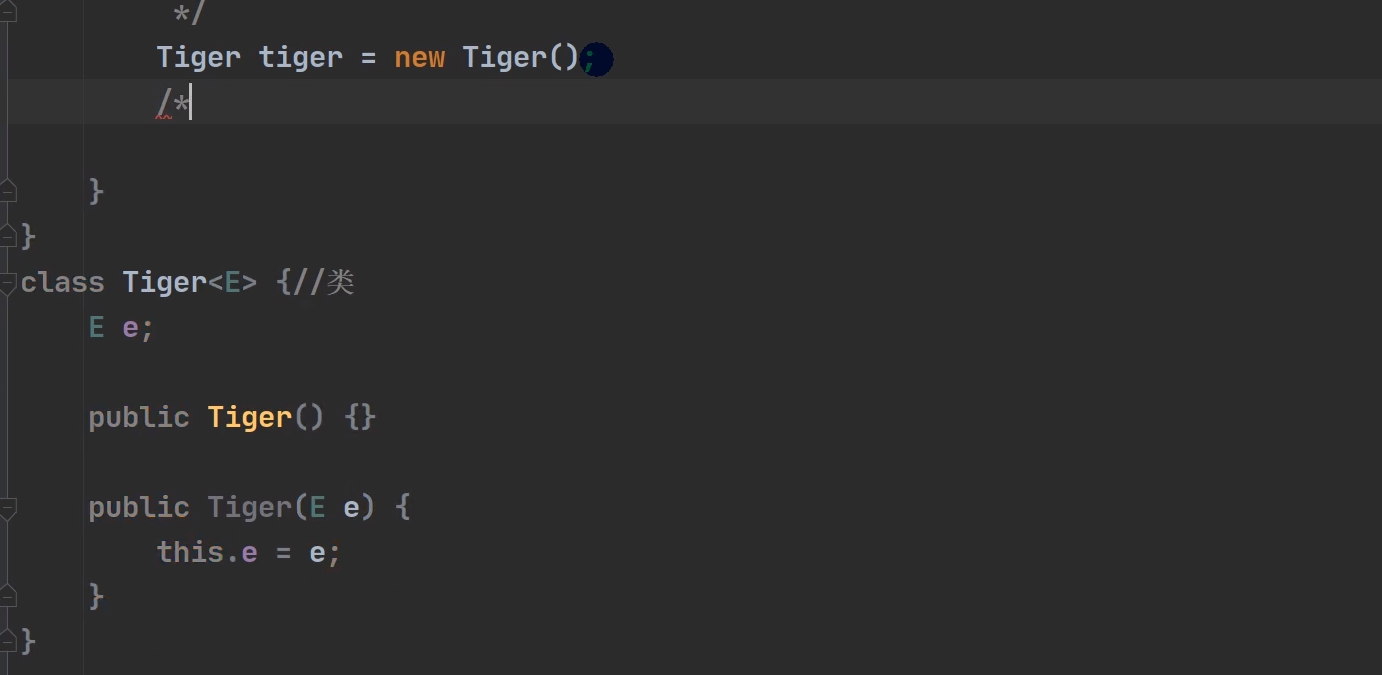 */
Tiger tiger = new Tiger();
/*
}
}
class Tiger<E> {//类
E e;
public Tiger() {}
public Tiger(E e) {
this.e = e;
}
}